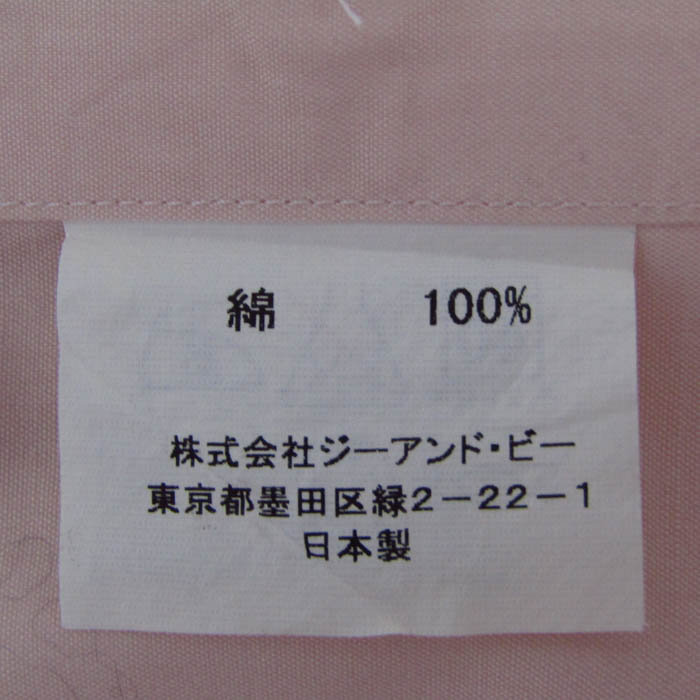 綿 100%
株式会社ジーアンド・ビー
東京都墨田区緑2-22-1
日本製